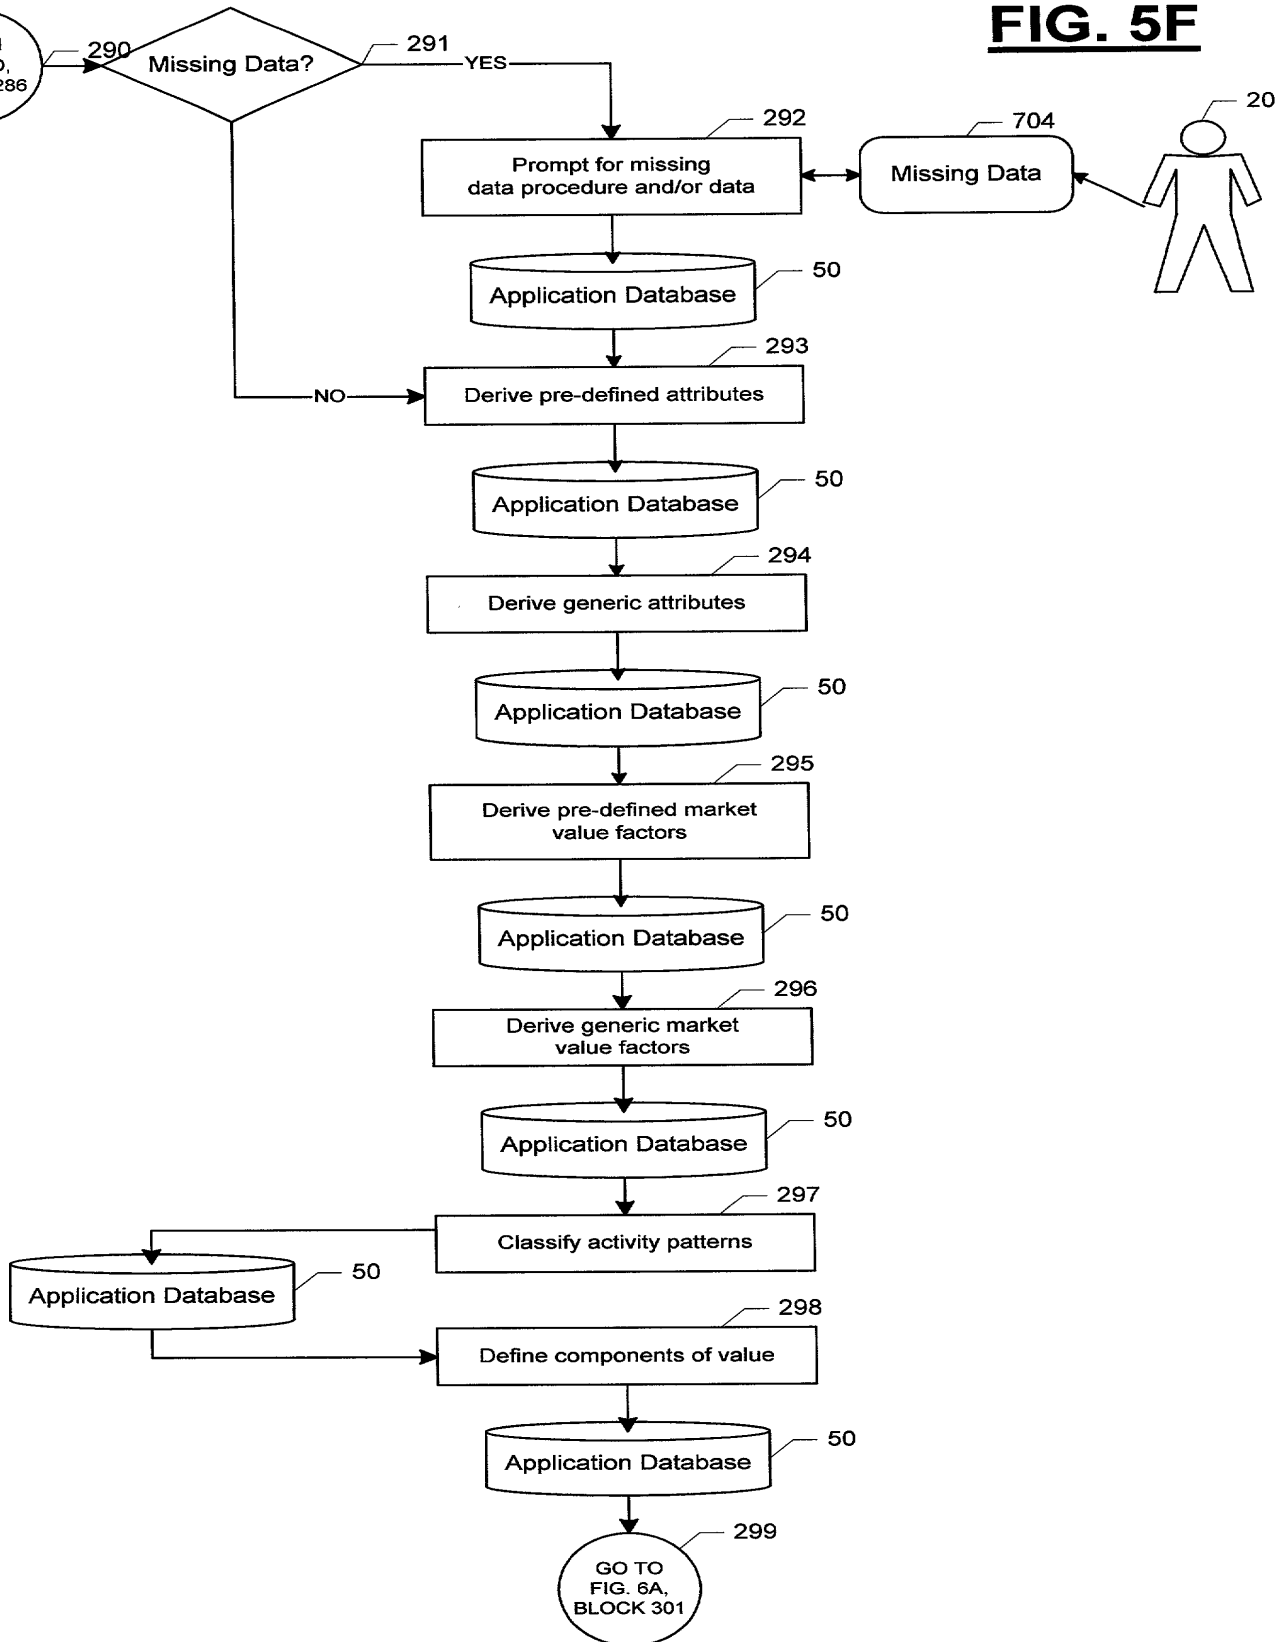 FIG. 5F
286
290
Missing Data?
291
YES
292
Prompt for missing
data procedure and/or data
704
Missing Data
20
Application Database
50
293
NO
Derive pre-defined attributes
Application Database
50
294
Derive generic attributes
Application Database
50
295
Derive pre-defined market
value factors
Application Database
50
296
Derive generic market
value factors
Application Database
50
297
Classify activity patterns
Application Database
50
298
Define components of value
Application Database
50
299
GO TO
FIG. 6A,
BLOCK 301